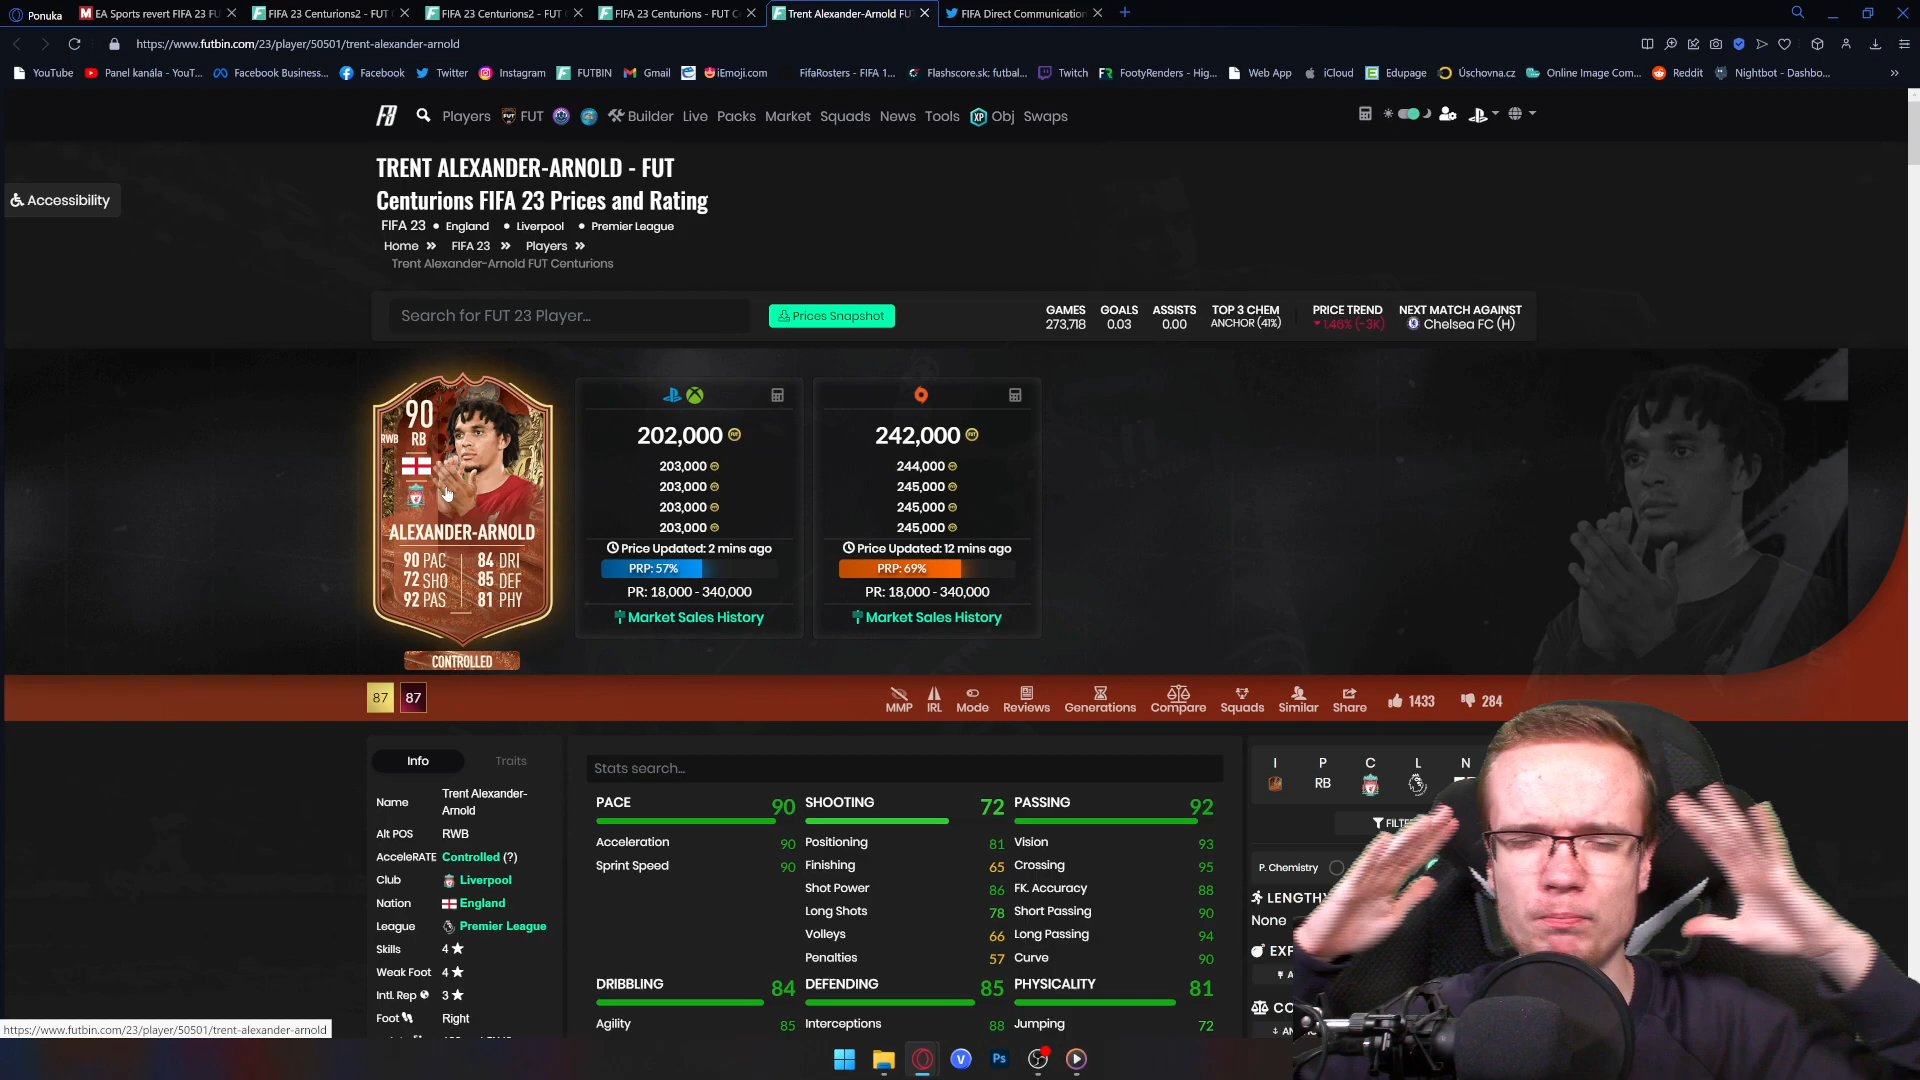 Ponuka
EA Sports revert FIFA 23 FU
FIFA 23 Centurions2 - FUT
FIFA 23 Centurions2 - FUT
FIFA 23 Centurions - FUT C
Trent Alexander-Arnold FU
FIFA Direct Communication
https://www.futbin.com/23/player/50501/trent-alexander-arnold
YouTube
Panel kanála - YouT...
Facebook Business...
Facebook
Twitter
Instagram
FUTBIN
Gmail
iEmoji.com
FifaRosters - FIFA 1...
Flashscore.sk: futbal...
Twitch
FootyRenders - Hig...
Web App
iCloud
Edupage
Úschovna.cz
Online Image Com...
Reddit
Nightbot - Dashbo...
Players
FUT
Builder
Live
Packs
Market
Squads
News
Tools
XP
Obj
Swaps
TRENT ALEXANDER-ARNOLD - FUT
Centurions FIFA 23 Prices and Rating
FIFA 23 • England • Liverpool • Premier League
Home » FIFA 23 » Players »
Trent Alexander-Arnold FUT Centurions
Accessibility
Search for FUT 23 Player...
Prices Snapshot
GAMES
273,718
GOALS
0.03
ASSISTS
0.00
TOP 3 CHEM
ANCHOR (41%)
PRICE TREND
1.46% (-3K)
NEXT MATCH AGAINST
Chelsea FC (H)
90
RWB RB
ALEXANDER-ARNOLD
90 PAC 84 DRI
72 SHO 85 DEF
92 PAS 81 PHY
CONTROLLED
202,000
203,000
203,000
203,000
203,000
Price Updated: 2 mins ago
PRP: 57%
PR: 18,000 - 340,000
Market Sales History
242,000
244,000
245,000
245,000
245,000
Price Updated: 12 mins ago
PRP: 69%
PR: 18,000 - 340,000
Market Sales History
87
87
MMP
IRL
Mode
Reviews
Generations
Compare
Squads
Similar
Share
1433
284
Info
Traits
Name Trent Alexander-
Arnold
Alt POS RWB
AcceleRATE Controlled (?)
Club Liverpool
Nation England
League Premier League
Skills 4
Weak Foot 4
Intl. Rep 3
Foot Right
Stats search...
PACE 90
Acceleration 90
Sprint Speed 90
SHOOTING 72
Positioning 81
Finishing 65
Shot Power 86
Long Shots 78
Volleys 66
Penalties 57
PASSING 92
Vision 93
Crossing 95
FK. Accuracy 88
Short Passing 90
Long Passing 94
Curve 90
DRIBBLING 84
Agility 85
DEFENDING 85
Interceptions 88
PHYSICALITY 81
Jumping 72
I P C L N
RB
P. Chemistry
LENGTHY
None
https://www.futbin.com/23/player/50501/trent-alexander-arnold
Ps